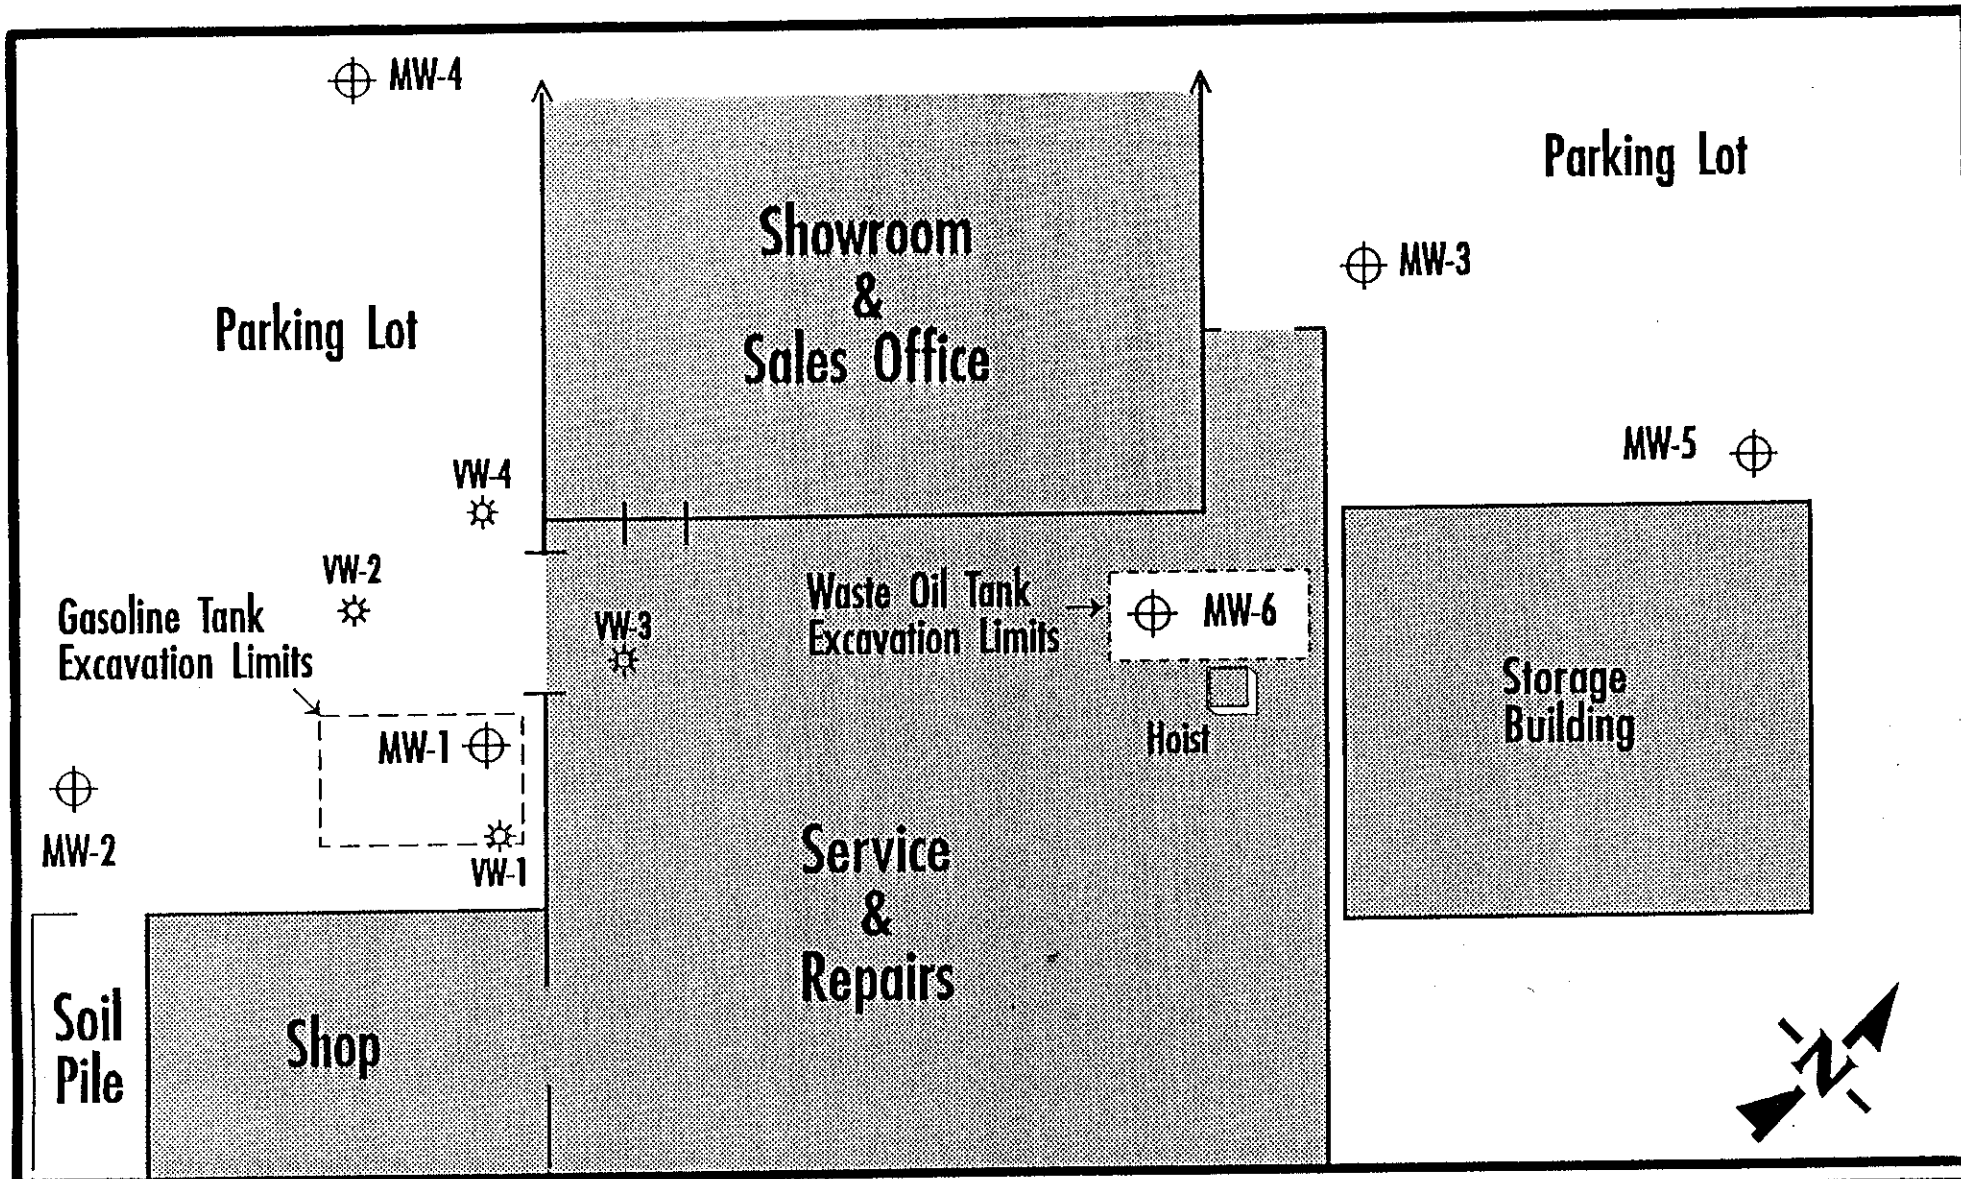 MW-4
Parking Lot
Showroom
&
Sales Office
MW-3
Parking Lot
MW-5
VW-4
VW-2
Gasoline Tank
Excavation Limits
VW-3
Waste Oil Tank
Excavation Limits
MW-6
Hoist
Storage
Building
MW-1
MW-2
VW-1
Service
&
Repairs
Soil
Pile
Shop
N